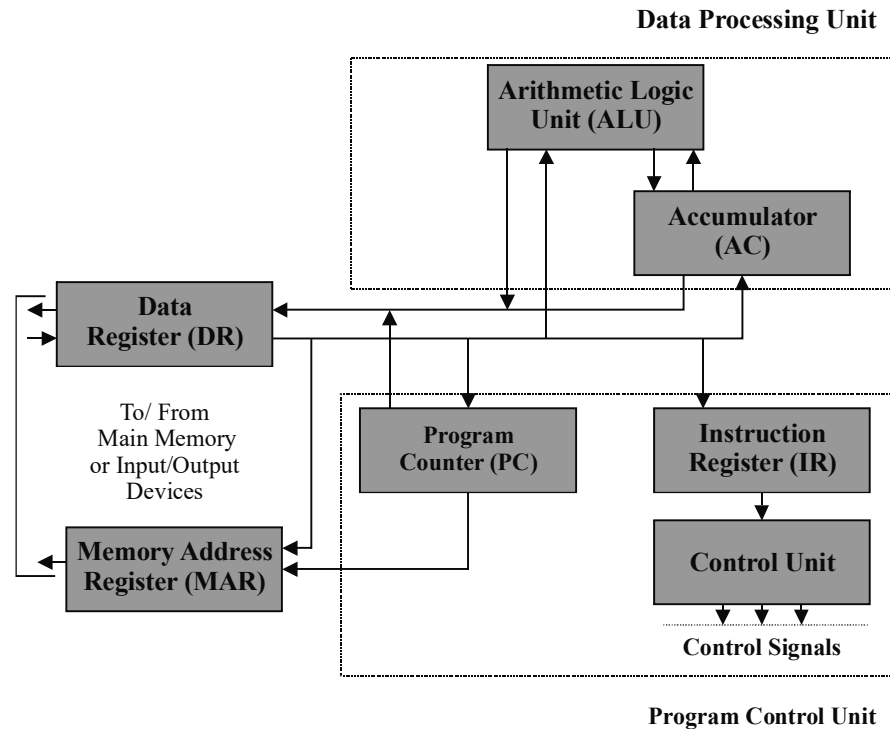 Data Processing Unit
Arithmetic Logic
Unit (ALU)
Accumulator
(AC)
Data
Register (DR)
To/ From
Main Memory
or Input/Output
Devices
Program
Counter (PC)
Instruction
Register (IR)
Memory Address
Register (MAR)
Control Unit
Control Signals
Program Control Unit